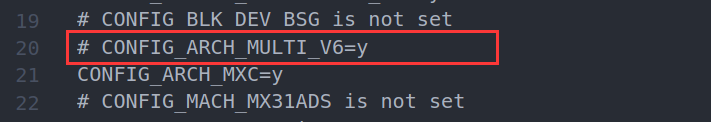 19 # CONFIG_BLK_DEV_BSG is not set
20 # CONFIG_ARCH_MULTI_V6=y
21 CONFIG_ARCH_MXC=y
22 # CONFIG_MACH_MX31ADS is not set